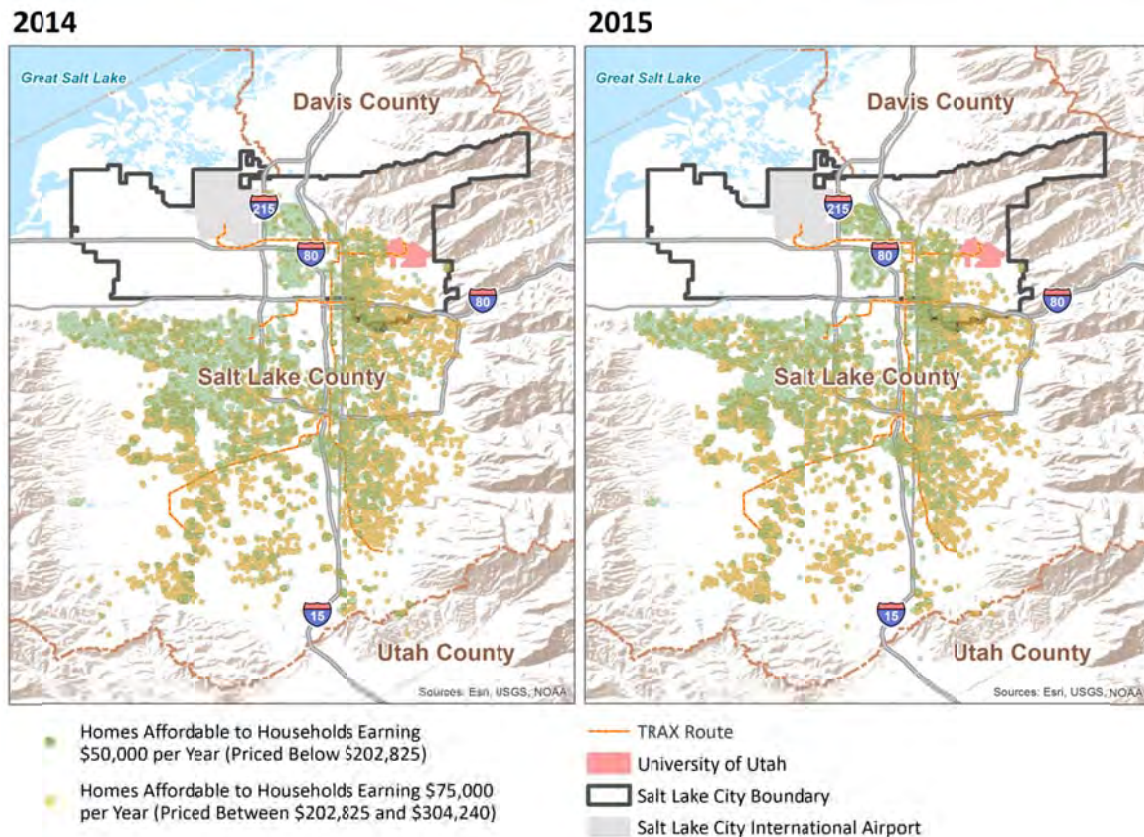 2014
2015
Great Salt Lake
Davis County
215
80
80
Salt Lake County
15
Utah County
Sources: Esri, USGS, NOAA
Great Salt Lake
Davis County
215
80
80
Salt Lake County
15
Utah County
Sources: Esri, USGS, NOAA
Homes Affordable to Households Earning
$50,000 per Year (Priced Below $202,825)
Homes Affordable to Households Earning $75,000
per Year (Priced Between $202,825 and $304,240)
TRAX Route
University of Utah
Salt Lake City Boundary
Salt Lake City International Airport